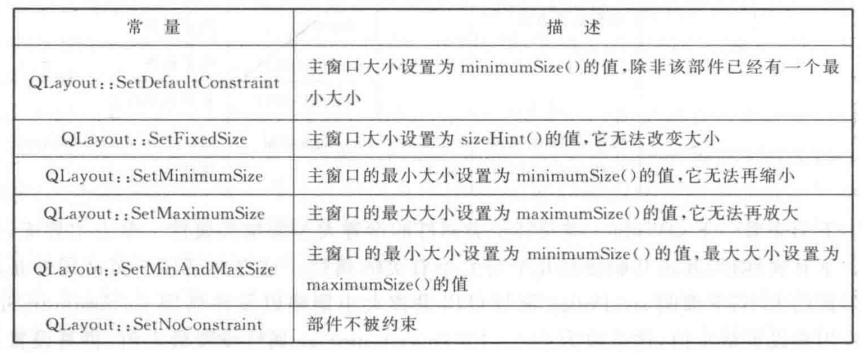 常 量 描 述
QLayout::SetDefaultConstraint 主窗口大小设置为 minimumSize()的值,除非该部件已经有一个最
小大小
QLayout::SetFixedSize 主窗口大小设置为 sizeHint()的值,它无法改变大小
QLayout::SetMinimumSize 主窗口的最小大小设置为 minimumSize()的值,它无法再缩小
QLayout::SetMaximumSize 主窗口的最大大小设置为 maximumSize()的值,它无法再放大
QLayout::SetMinAndMaxSize 主窗口的最小大小设置为 minimumSize()的值,最大大小设置为
maximumSize()的值
QLayout::SetNoConstraint 部件不被约束